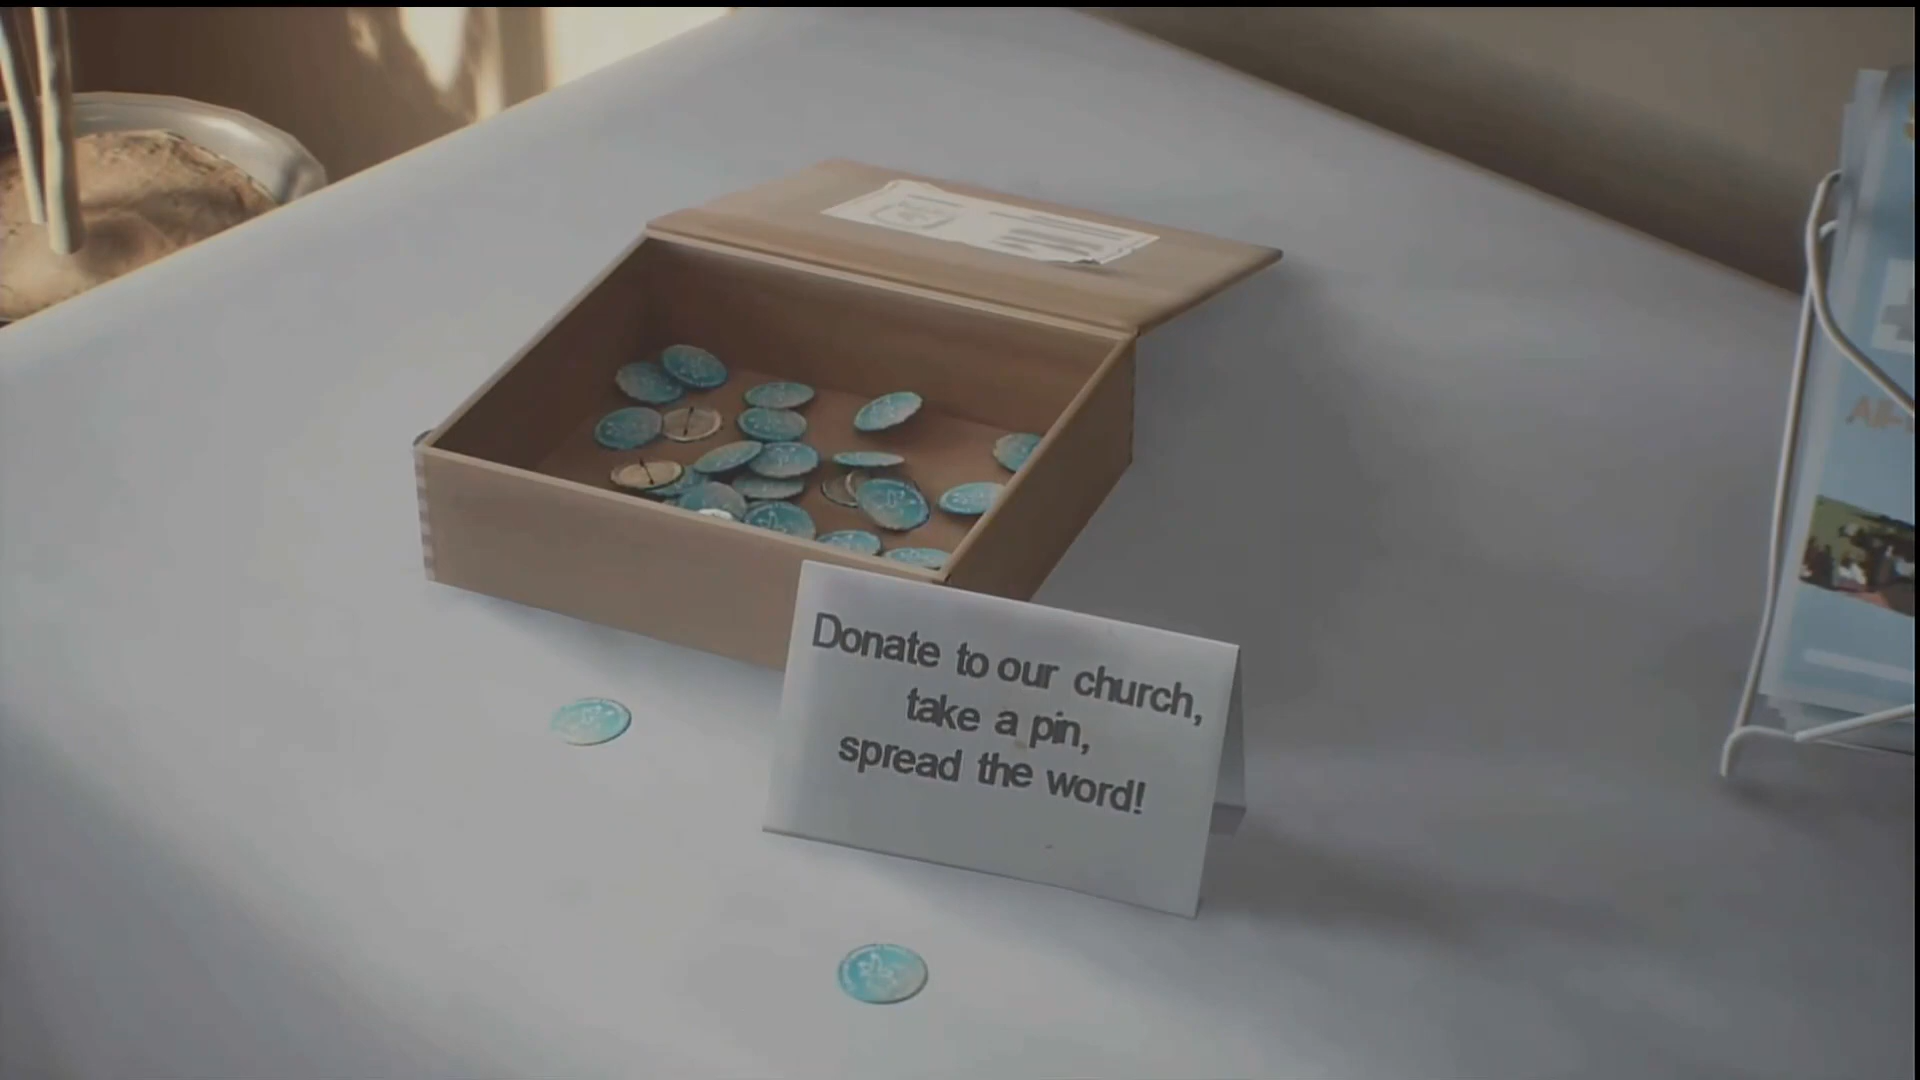 Donate to our church,
take a pin,
spread the word!